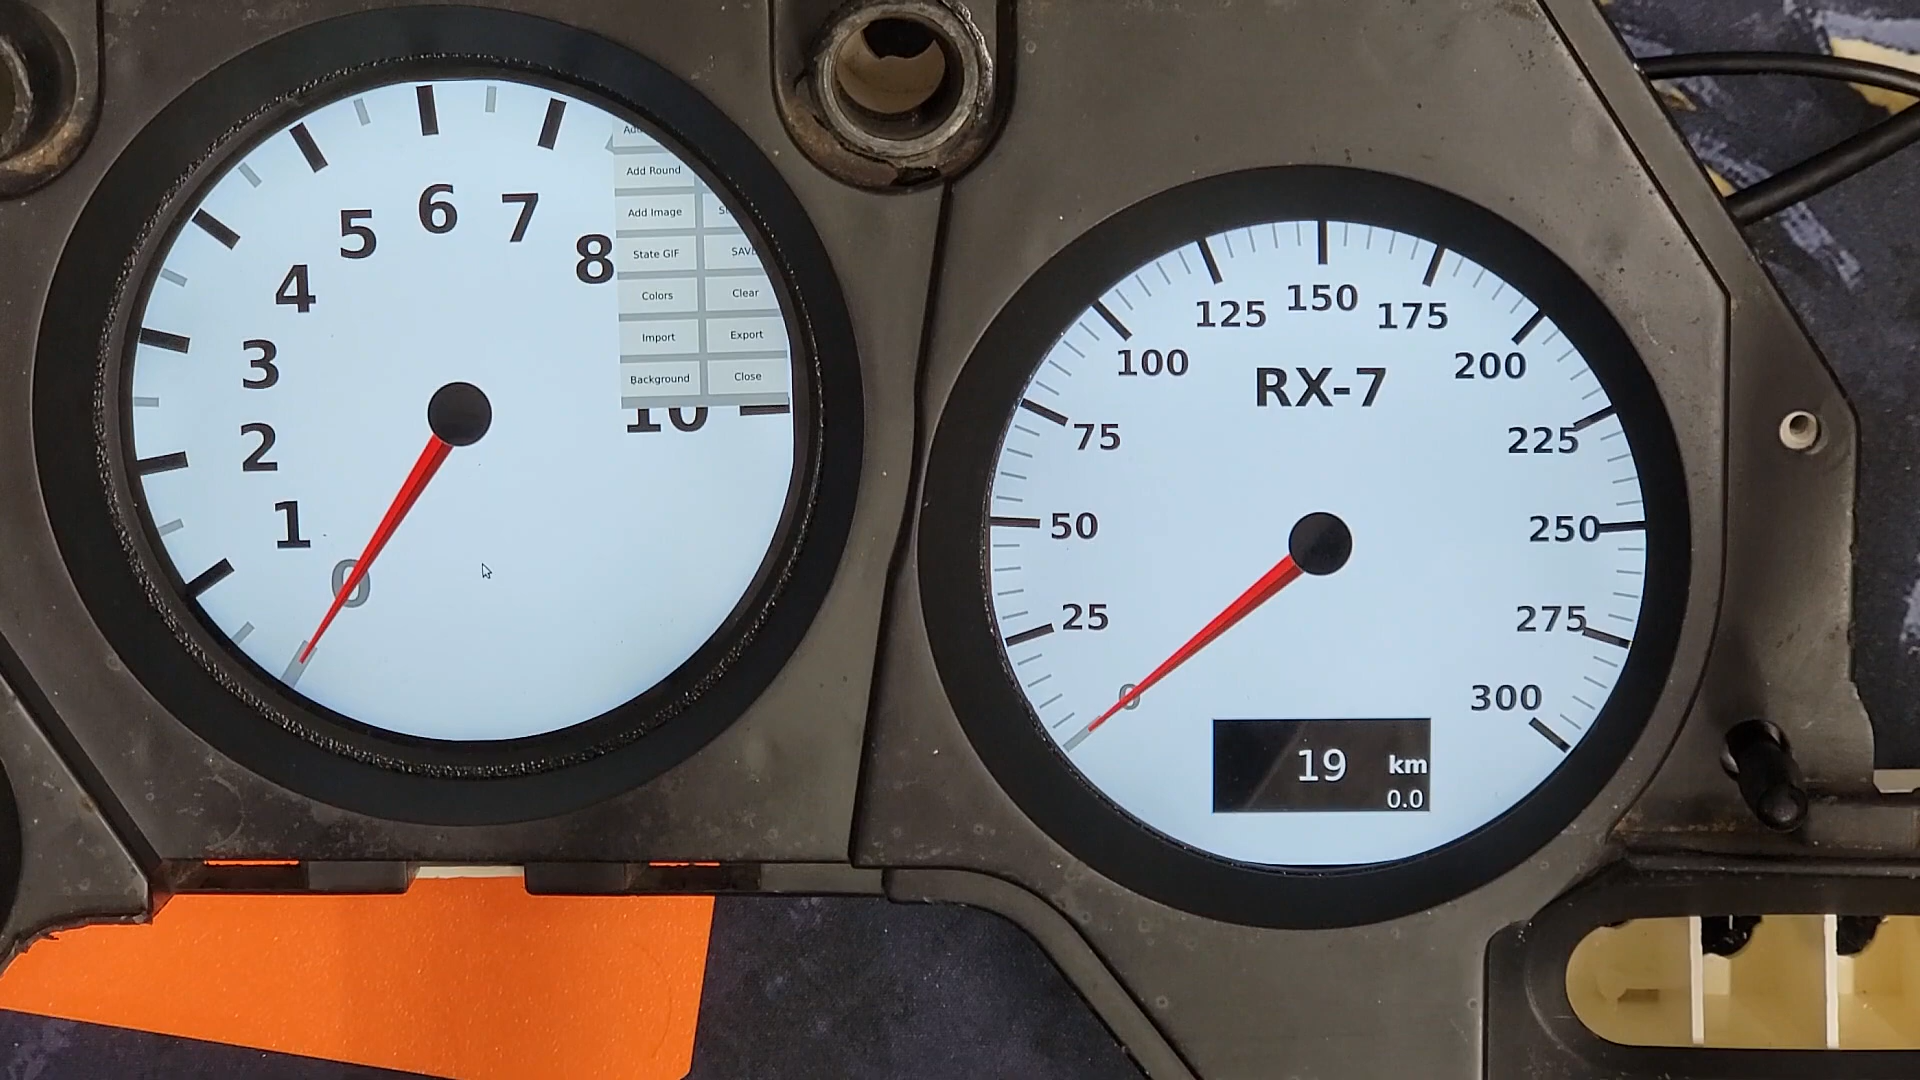 0
1
2
3
4
5
6
7
8
10
Add Round
Add Image
State GIF
Colors
Clear
Import
Export
Background
Close
0
25
50
75
100
125
150
175
200
225
250
275
300
RX-7
19 km
0.0